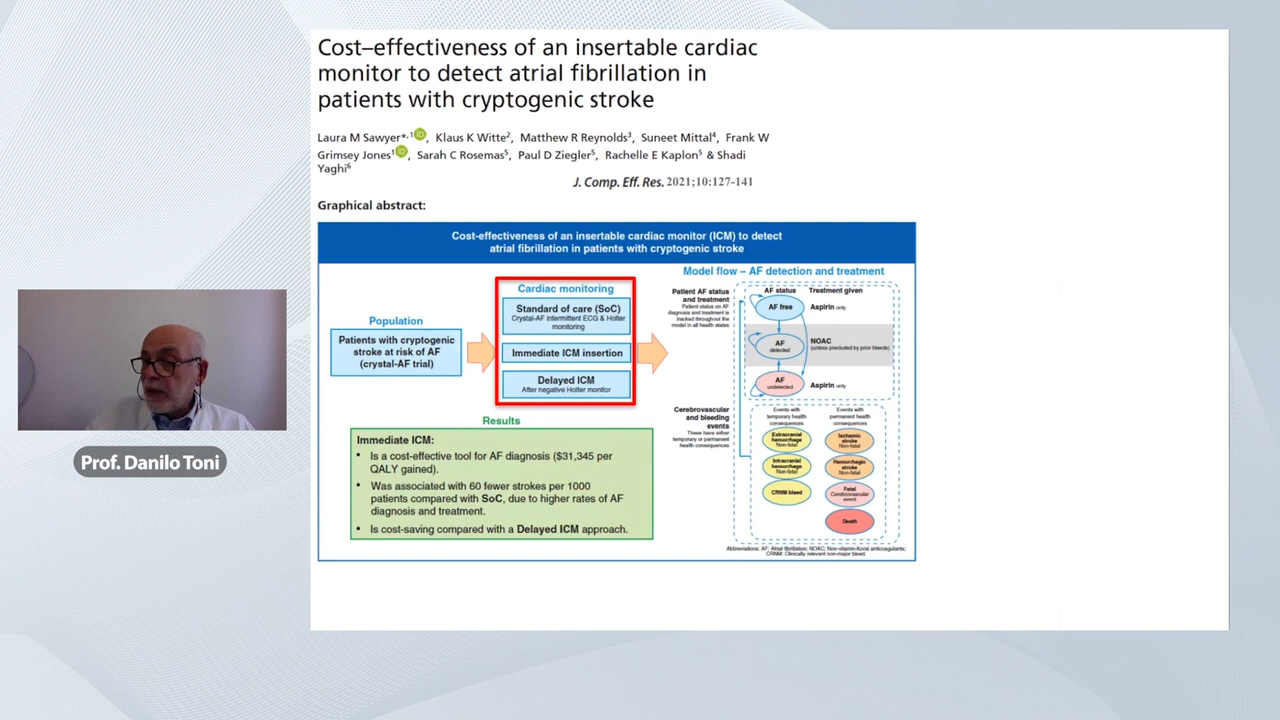 Cost–effectiveness of an insertable cardiac
monitor to detect atrial fibrillation in
patients with cryptogenic stroke
Laura M Sawyer*,1, Klaus K Witte2, Matthew R Reynolds3, Suneet Mittal4, Frank W
Grimsey Jones1, Sarah C Rosemas5, Paul D Ziegler5, Rachelle E Kaplon5 & Shadi
Yaghi6
J. Comp. Eff. Res. 2021;10:127-141
Graphical abstract:
Cost-effectiveness of an insertable cardiac monitor (ICM) to detect
atrial fibrillation in patients with cryptogenic stroke
Population
Patients with cryptogenic
stroke at risk of AF
(crystal-AF trial)
Cardiac monitoring
Standard of care (SoC)
Crystal-AF intermittent ECG & Holter
monitoring
Immediate ICM insertion
Delayed ICM
After negative Holter monitor
Results
Immediate ICM:
• Is a cost-effective tool for AF diagnosis ($31,345 per
QALY gained).
• Was associated with 60 fewer strokes per 1000
patients compared with SoC, due to higher rates of AF
diagnosis and treatment.
• Is cost-saving compared with a Delayed ICM approach.
Model flow – AF detection and treatment
Patient AF status
and treatment
Patient status on AF
diagnosis and treatment is
tracked throughout the
model in all health states
AF status
Treatment given
AF free
Aspirin only
AF
detected
NOAC
(unless precluded by prior bleeds)
AF
undetected
Aspirin only
Cerebrovascular
and bleeding
events
These have either
temporary or permanent
health consequences
Events with
temporary health
consequences
Events with
permanent health
consequences
Extracranial
hemorrhage
Non-fatal
Ischemic
stroke
Non-fatal
Intracranial
hemorrhage
Non-fatal
Hemorrhagic
stroke
Non-fatal
CRNM bleed
Fatal
Cerebrovascular
event
Death
Abbreviations: AF: Atrial fibrillation; NOAC: Non-vitamin-K oral anticoagulants;
CRNM: Clinically relevant non-major bleed.
Prof. Danilo Toni